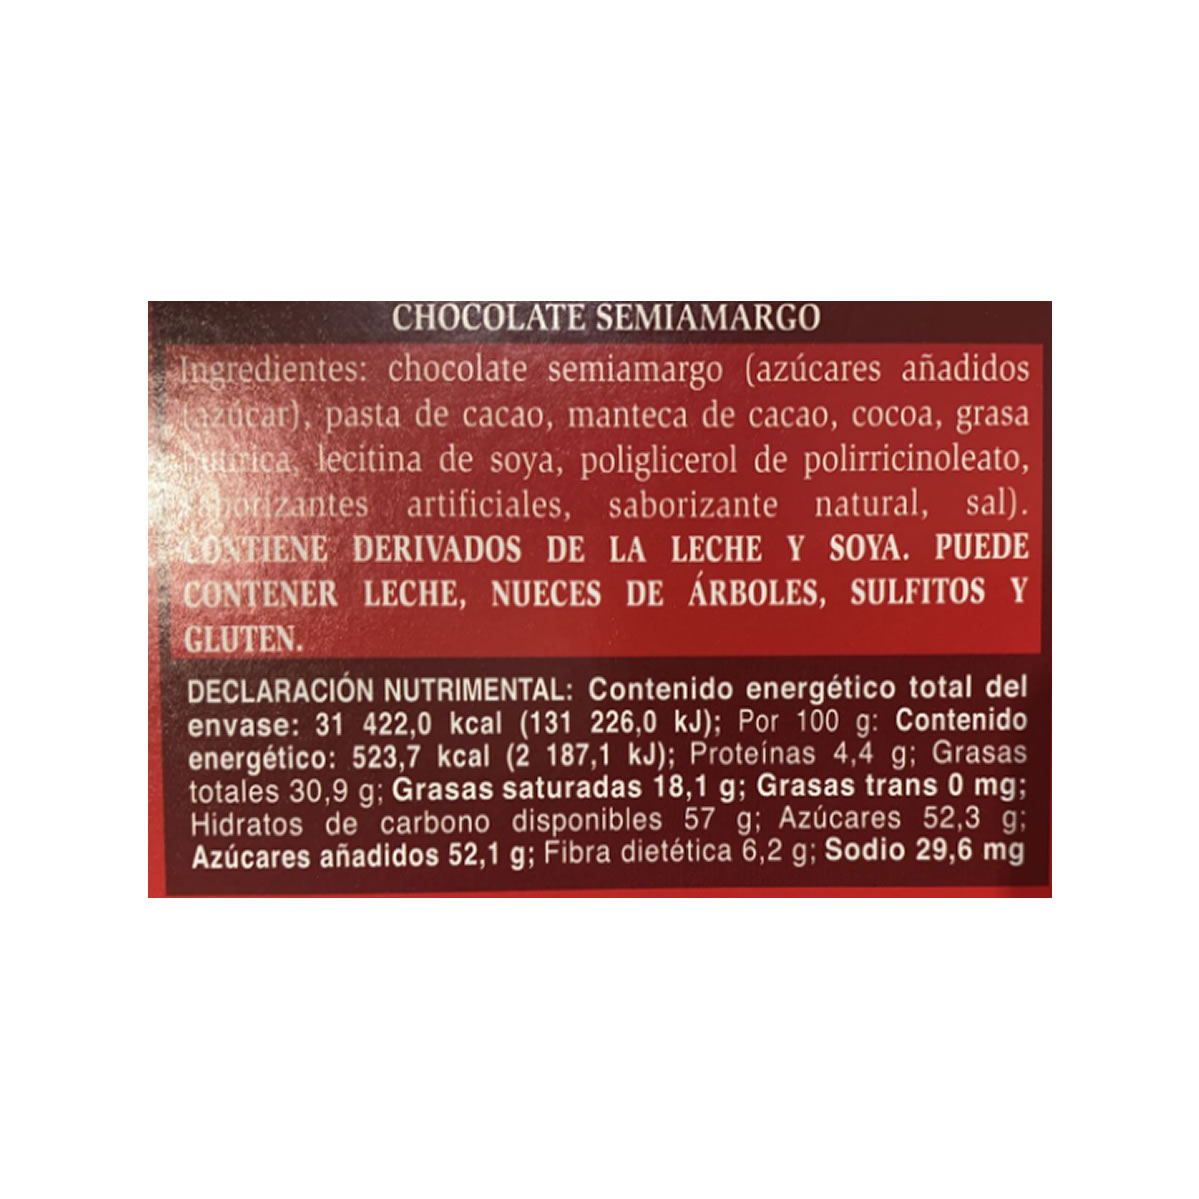 CHOCOLATE SEMIAMARGO
Ingredientes: chocolate semiamargo (azúcares añadidos
(azúcar), pasta de cacao, manteca de cacao, cocoa, grasa
butírica, lecitina de soya, poliglicerol de polirricinoleato,
saborizantes artificiales, saborizante natural, sal).
CONTIENE DERIVADOS DE LA LECHE Y SOYA. PUEDE
CONTENER LECHE, NUECES DE ÁRBOLES, SULFITOS Y
GLUTEN.
DECLARACIÓN NUTRIMENTAL: Contenido energético total del
envase: 31 422,0 kcal (131 226,0 kJ); Por 100 g: Contenido
energético: 523,7 kcal (2 187,1 kJ); Proteínas 4,4 g; Grasas
totales 30,9 g; Grasas saturadas 18,1 g; Grasas trans 0 mg;
Hidratos de carbono disponibles 57 g; Azúcares 52,3 g;
Azúcares añadidos 52,1 g; Fibra dietética 6,2 g; Sodio 29,6 mg